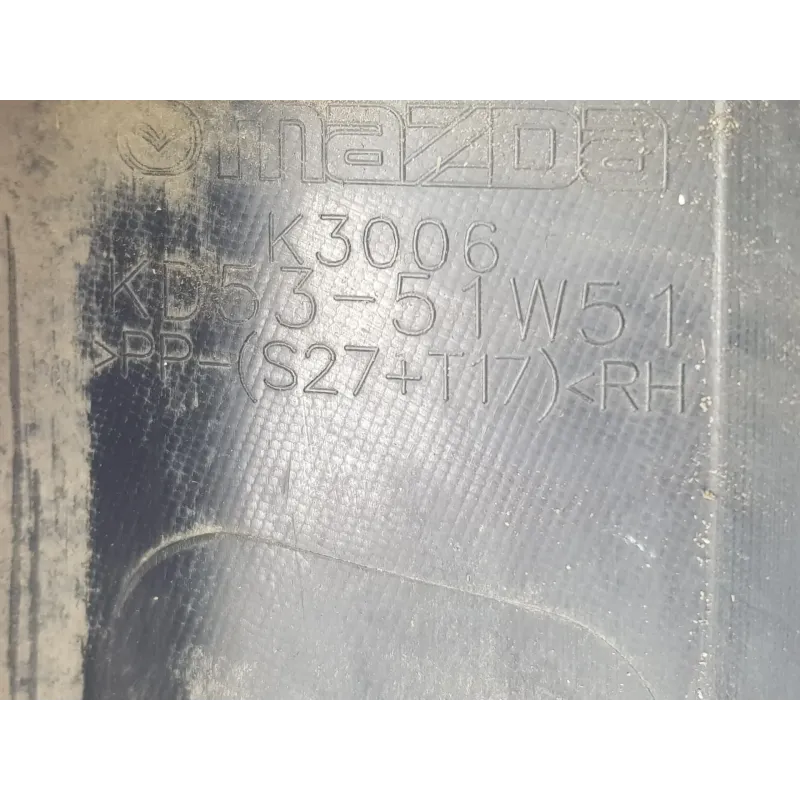 mazda
K3006
KD53-51W51
>PP-(S27+T17)<RH